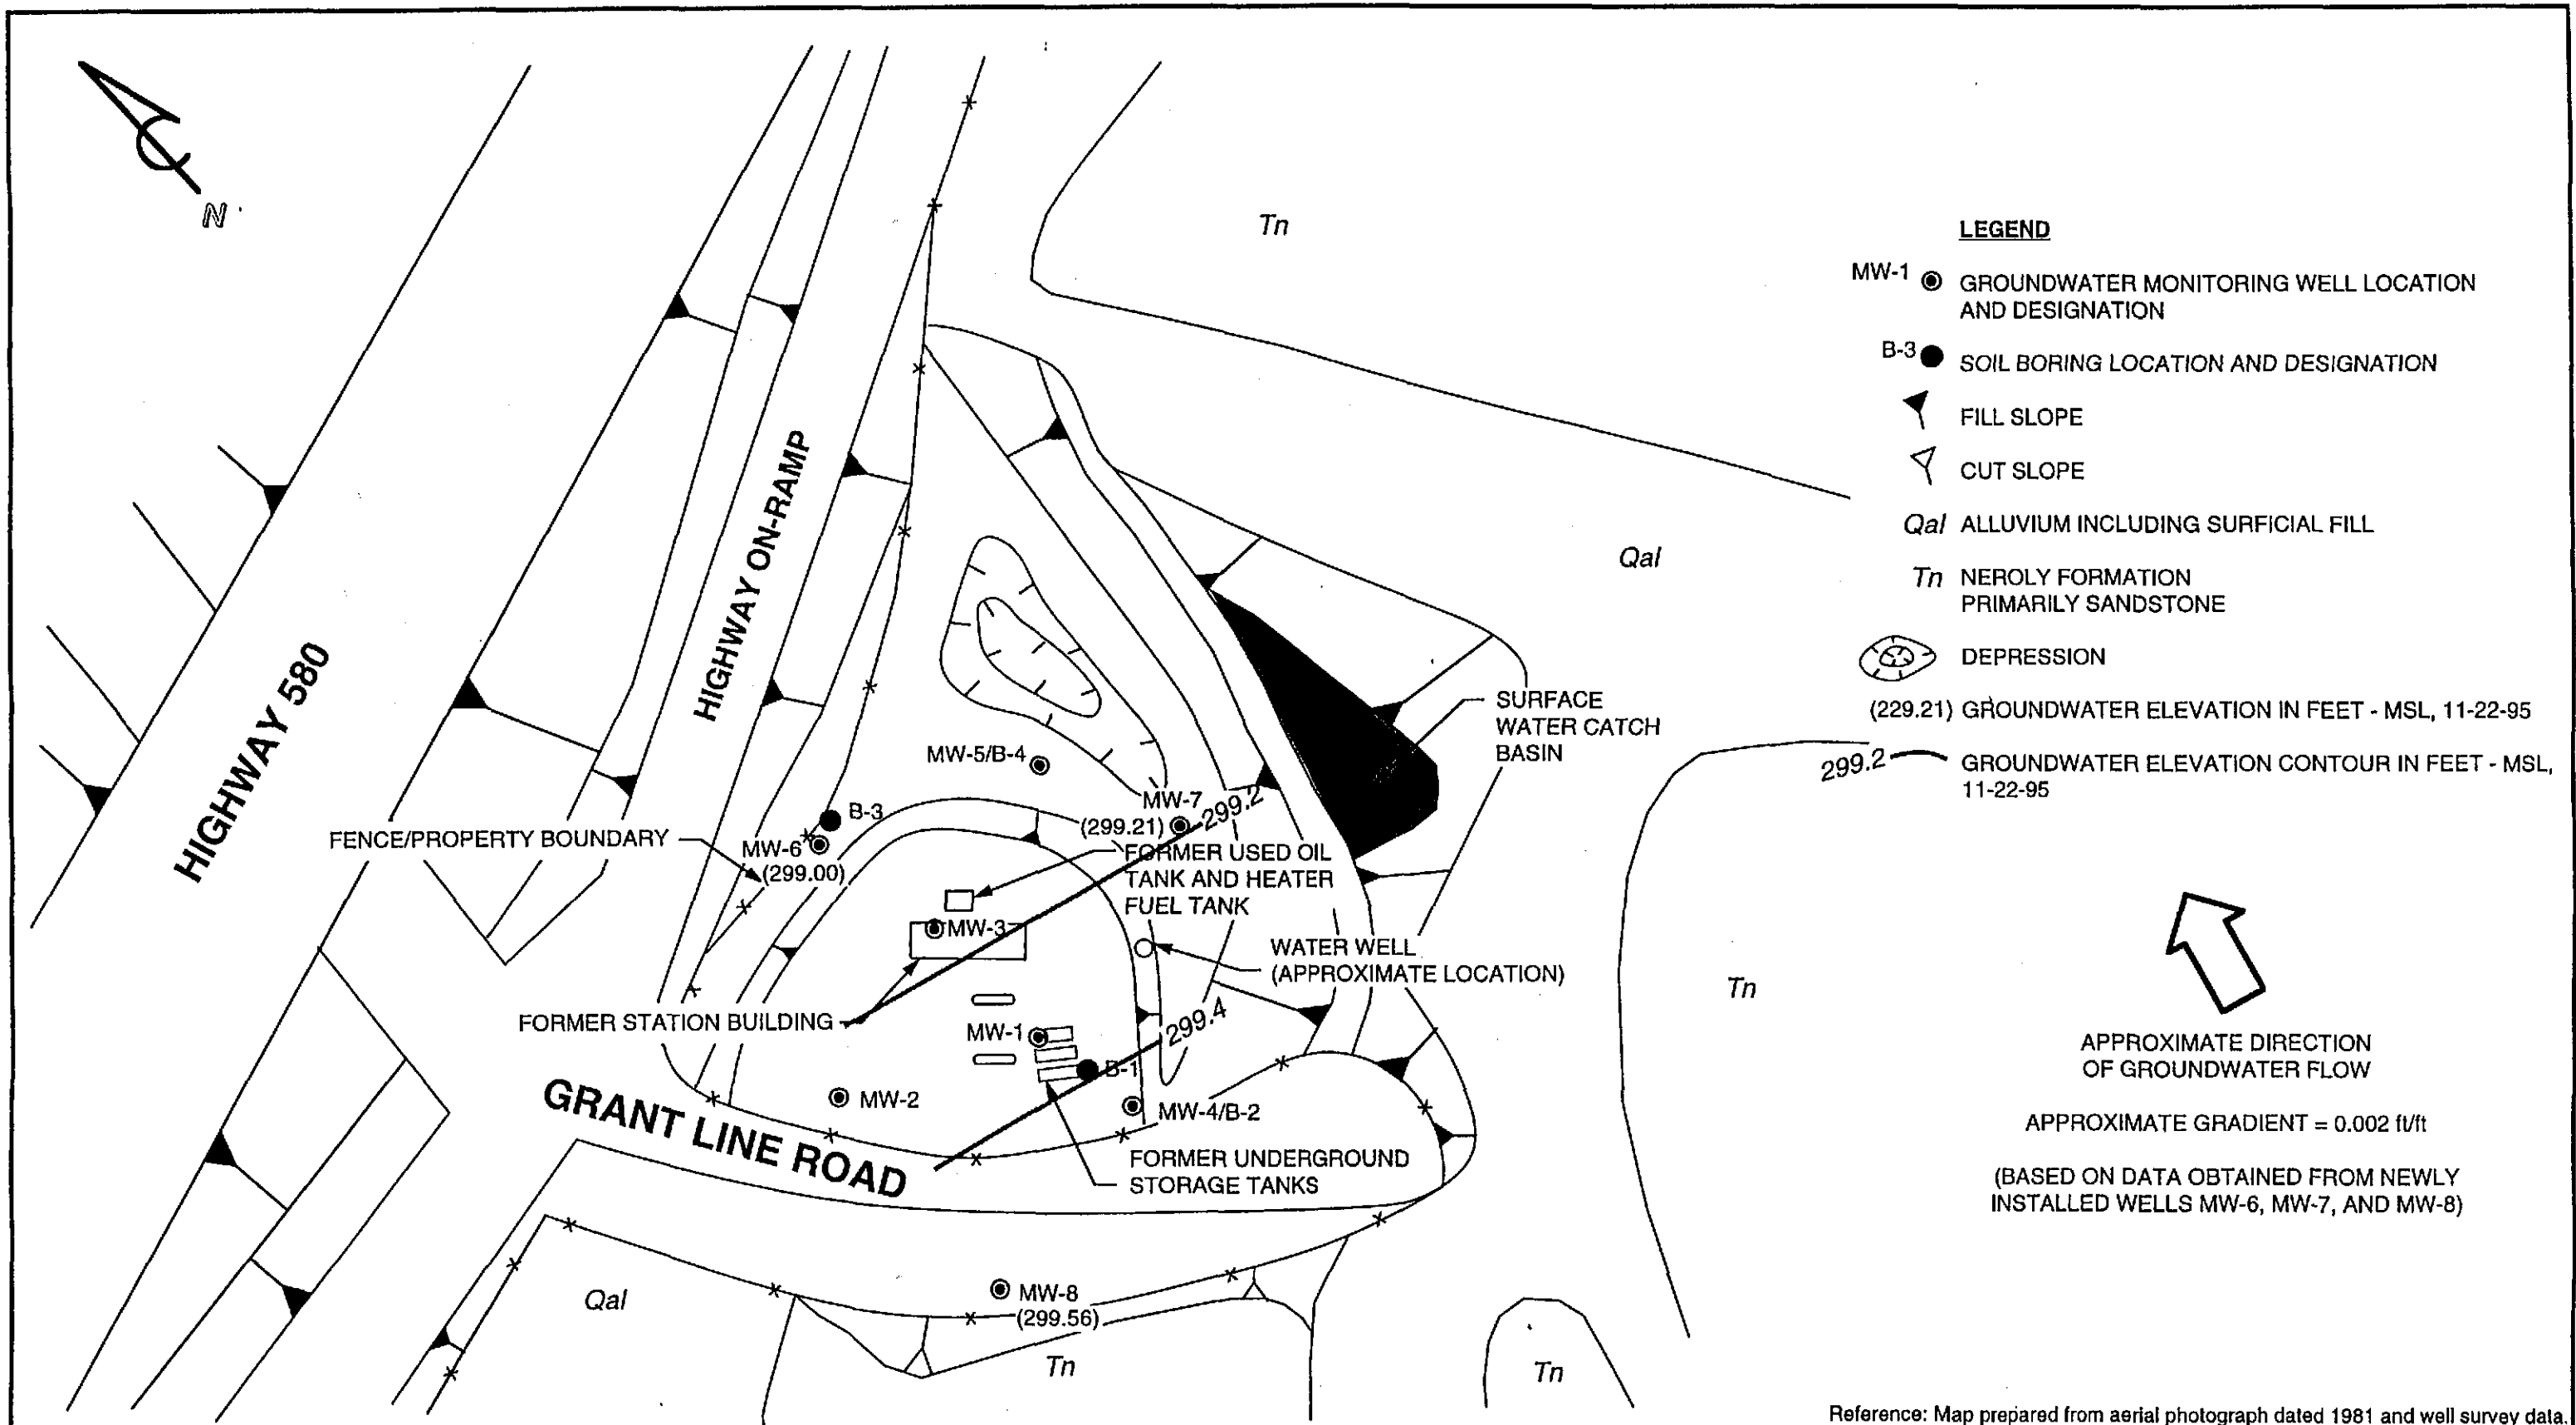 N
Tn
LEGEND
MW-1
GROUNDWATER MONITORING WELL LOCATION
AND DESIGNATION
B-3
SOIL BORING LOCATION AND DESIGNATION
FILL SLOPE
CUT SLOPE
Qal ALLUVIUM INCLUDING SURFICIAL FILL
Tn NEROLY FORMATION
PRIMARILY SANDSTONE
DEPRESSION
(229.21) GROUNDWATER ELEVATION IN FEET - MSL, 11-22-95
299.2 GROUNDWATER ELEVATION CONTOUR IN FEET - MSL,
11-22-95
HIGHWAY 580
HIGHWAY ON-RAMP
Qal
SURFACE
WATER CATCH
BASIN
MW-5/B-4
MW-7
(299.21)
299.2
B-3
FENCE/PROPERTY BOUNDARY
MW-6
(299.00)
FORMER USED OIL
TANK AND HEATER
FUEL TANK
MW-3
WATER WELL
(APPROXIMATE LOCATION)
Tn
FORMER STATION BUILDING
MW-1
299.4
B-1
MW-2
MW-4/B-2
GRANT LINE ROAD
FORMER UNDERGROUND
STORAGE TANKS
APPROXIMATE DIRECTION
OF GROUNDWATER FLOW
APPROXIMATE GRADIENT = 0.002 ft/ft
(BASED ON DATA OBTAINED FROM NEWLY
INSTALLED WELLS MW-6, MW-7, AND MW-8)
Qal
MW-8
(299.56)
Tn
Tn
Reference: Map prepared from aerial photograph dated 1981 and well survey data.